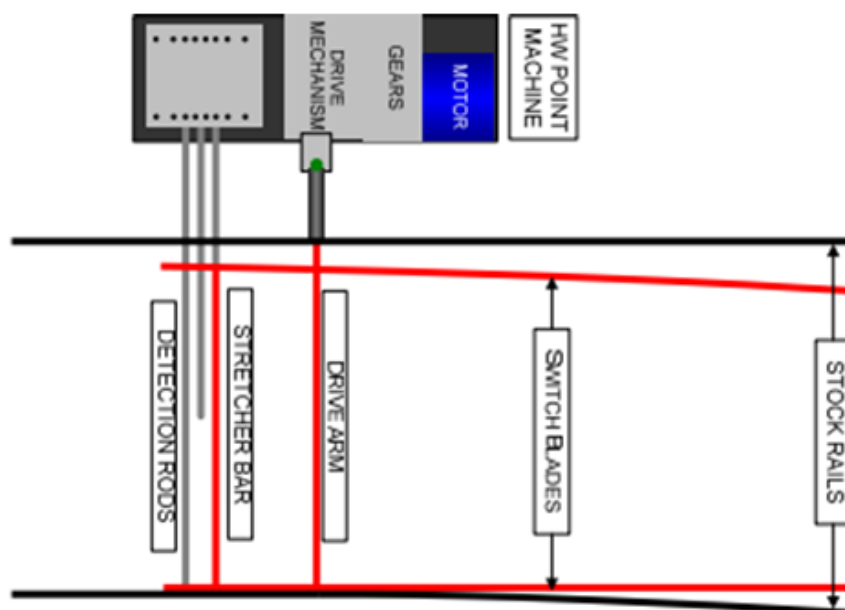 HW POINT
MACHINE
MOTOR
GEARS
DRIVE
MECHANISM
DETECTION RODS
STRETCHER BAR
DRIVE ARM
SWITCH BLADES
STOCK RAILS